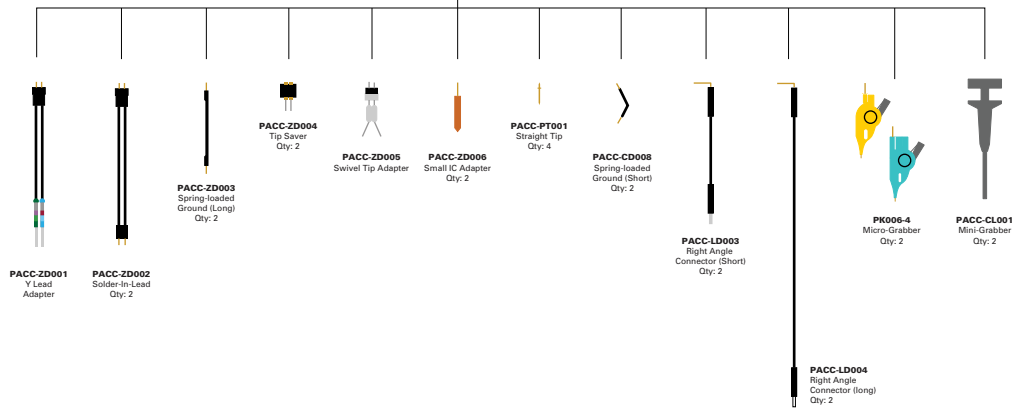 PACC-ZD001
Y Lead
Adapter
PACC-ZD002
Solder-In-Lead
Qty: 2
PACC-ZD003
Spring-loaded
Ground (Long)
Qty: 2
PACC-ZD004
Tip Saver
Qty: 2
PACC-ZD005
Swivel Tip Adapter
PACC-ZD006
Small IC Adapter
Qty: 2
PACC-PT001
Straight Tip
Qty: 4
PACC-CD008
Spring-loaded
Ground (Short)
Qty: 2
PACC-LD003
Right Angle
Connector (Short)
Qty: 2
PACC-LD004
Right Angle
Connector (long)
Qty: 2
PK006-4
Micro-Grabber
Qty: 2
PACC-CL001
Mini-Grabber
Qty: 2